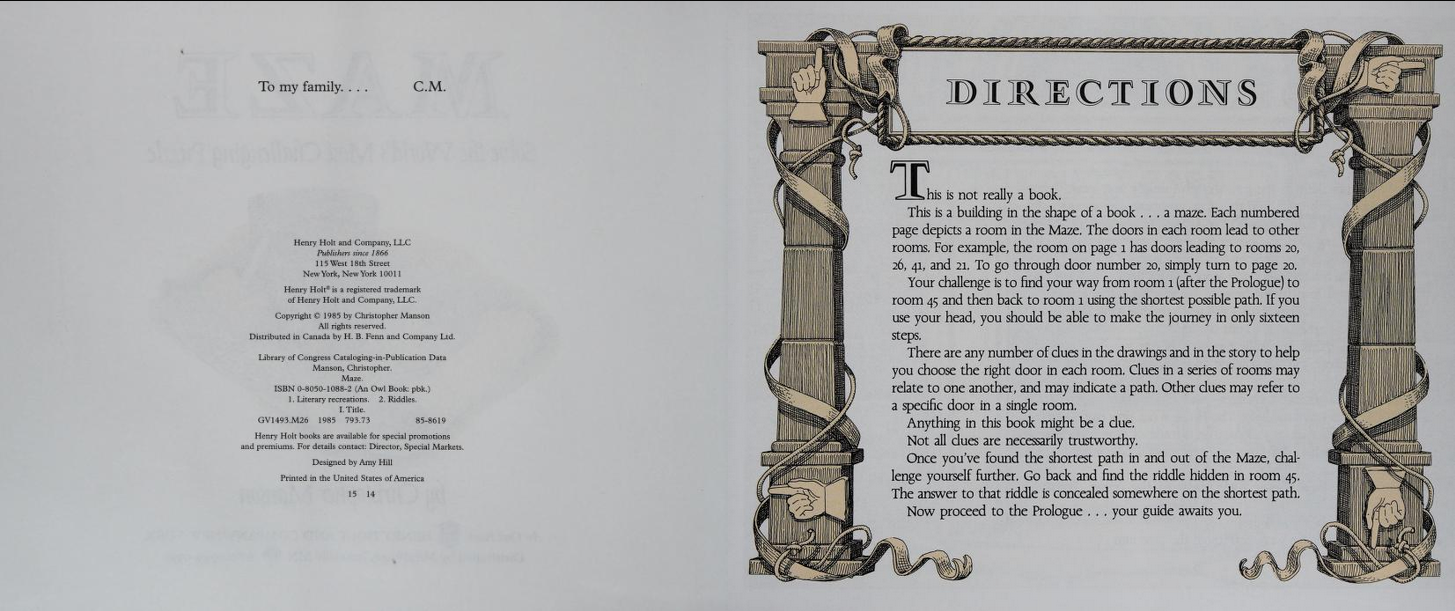 To my family. . . . C.M.
Henry Holt and Company, LLC
Publishers since 1866
115 West 18th Street
New York, New York 10011
Henry Holt® is a registered trademark
of Henry Holt and Company, LLC.
Copyright © 1985 by Christopher Manson
All rights reserved.
Distributed in Canada by H. B. Fenn and Company Ltd.
Library of Congress Cataloging-in-Publication Data
Manson, Christopher.
Maze.
ISBN 0-8050-1088-2 (An Owl Book: pbk.)
1. Literary recreations. 2. Riddles.
I. Title.
GV1493.M26 1985 793.73 85-8619
Henry Holt books are available for special promotions
and premiums. For details contact: Director, Special Markets.
Designed by Amy Hill
Printed in the United States of America
15 14
DIRECTIONS
This is not really a book.
This is a building in the shape of a book . . . a maze. Each numbered
page depicts a room in the Maze. The doors in each room lead to other
rooms. For example, the room on page 1 has doors leading to rooms 20,
26, 41, and 21. To go through door number 20, simply turn to page 20.
Your challenge is to find your way from room 1 (after the Prologue) to
room 45 and then back to room 1 using the shortest possible path. If you
use your head, you should be able to make the journey in only sixteen
steps.
There are any number of clues in the drawings and in the story to help
you choose the right door in each room. Clues in a series of rooms may
relate to one another, and may indicate a path. Other clues may refer to
a specific door in a single room.
Anything in this book might be a clue.
Not all clues are necessarily trustworthy.
Once you've found the shortest path in and out of the Maze, chal-
lenge yourself further. Go back and find the riddle hidden in room 45.
The answer to that riddle is concealed somewhere on the shortest path.
Now proceed to the Prologue . . . your guide awaits you.